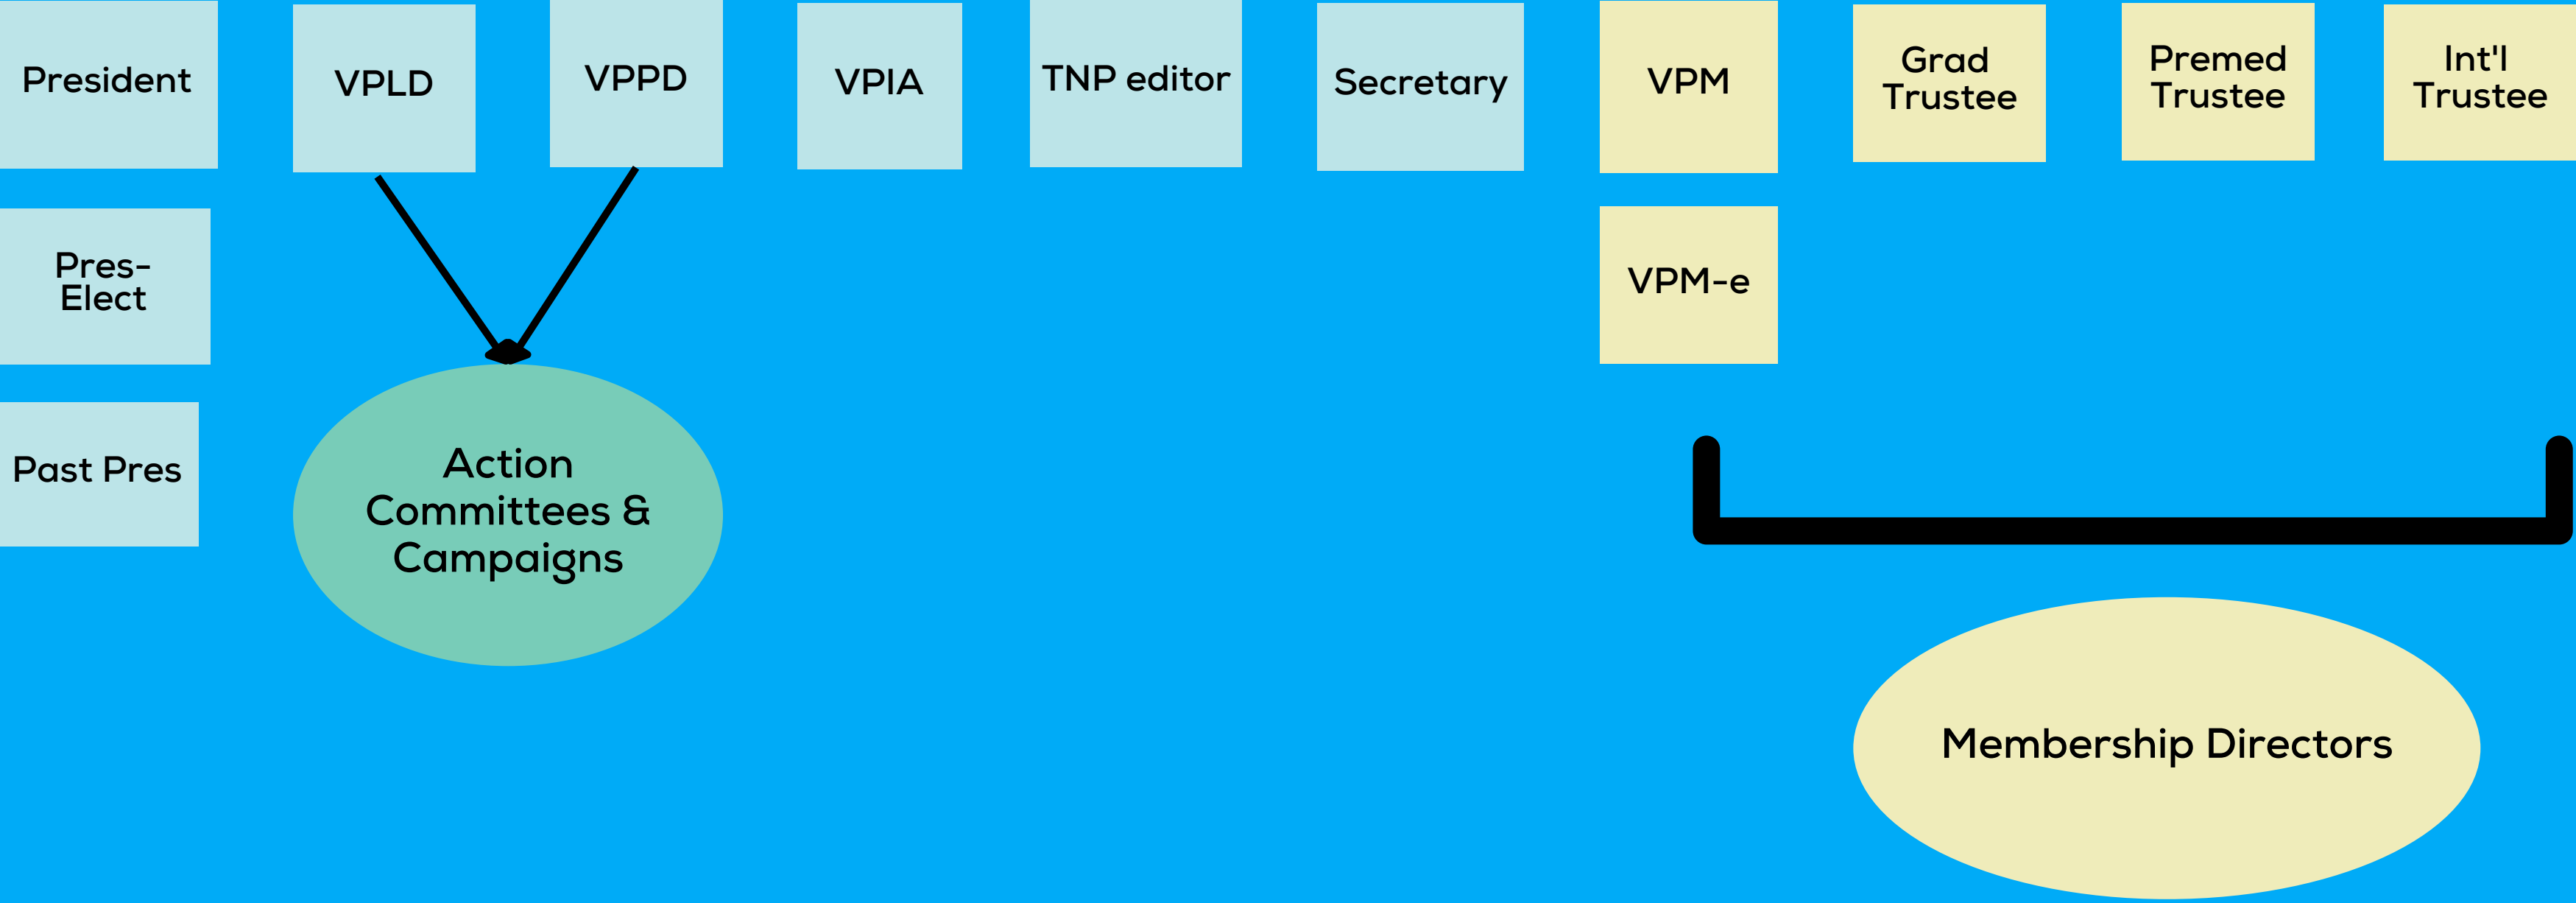 President
VPLD
VPPD
VPIA
TNP editor
Secretary
VPM
Grad
Trustee
Premed
Trustee
Int'l
Trustee
Pres-
Elect
VPM-e
Past Pres
Action
Committees &
Campaigns
Membership Directors